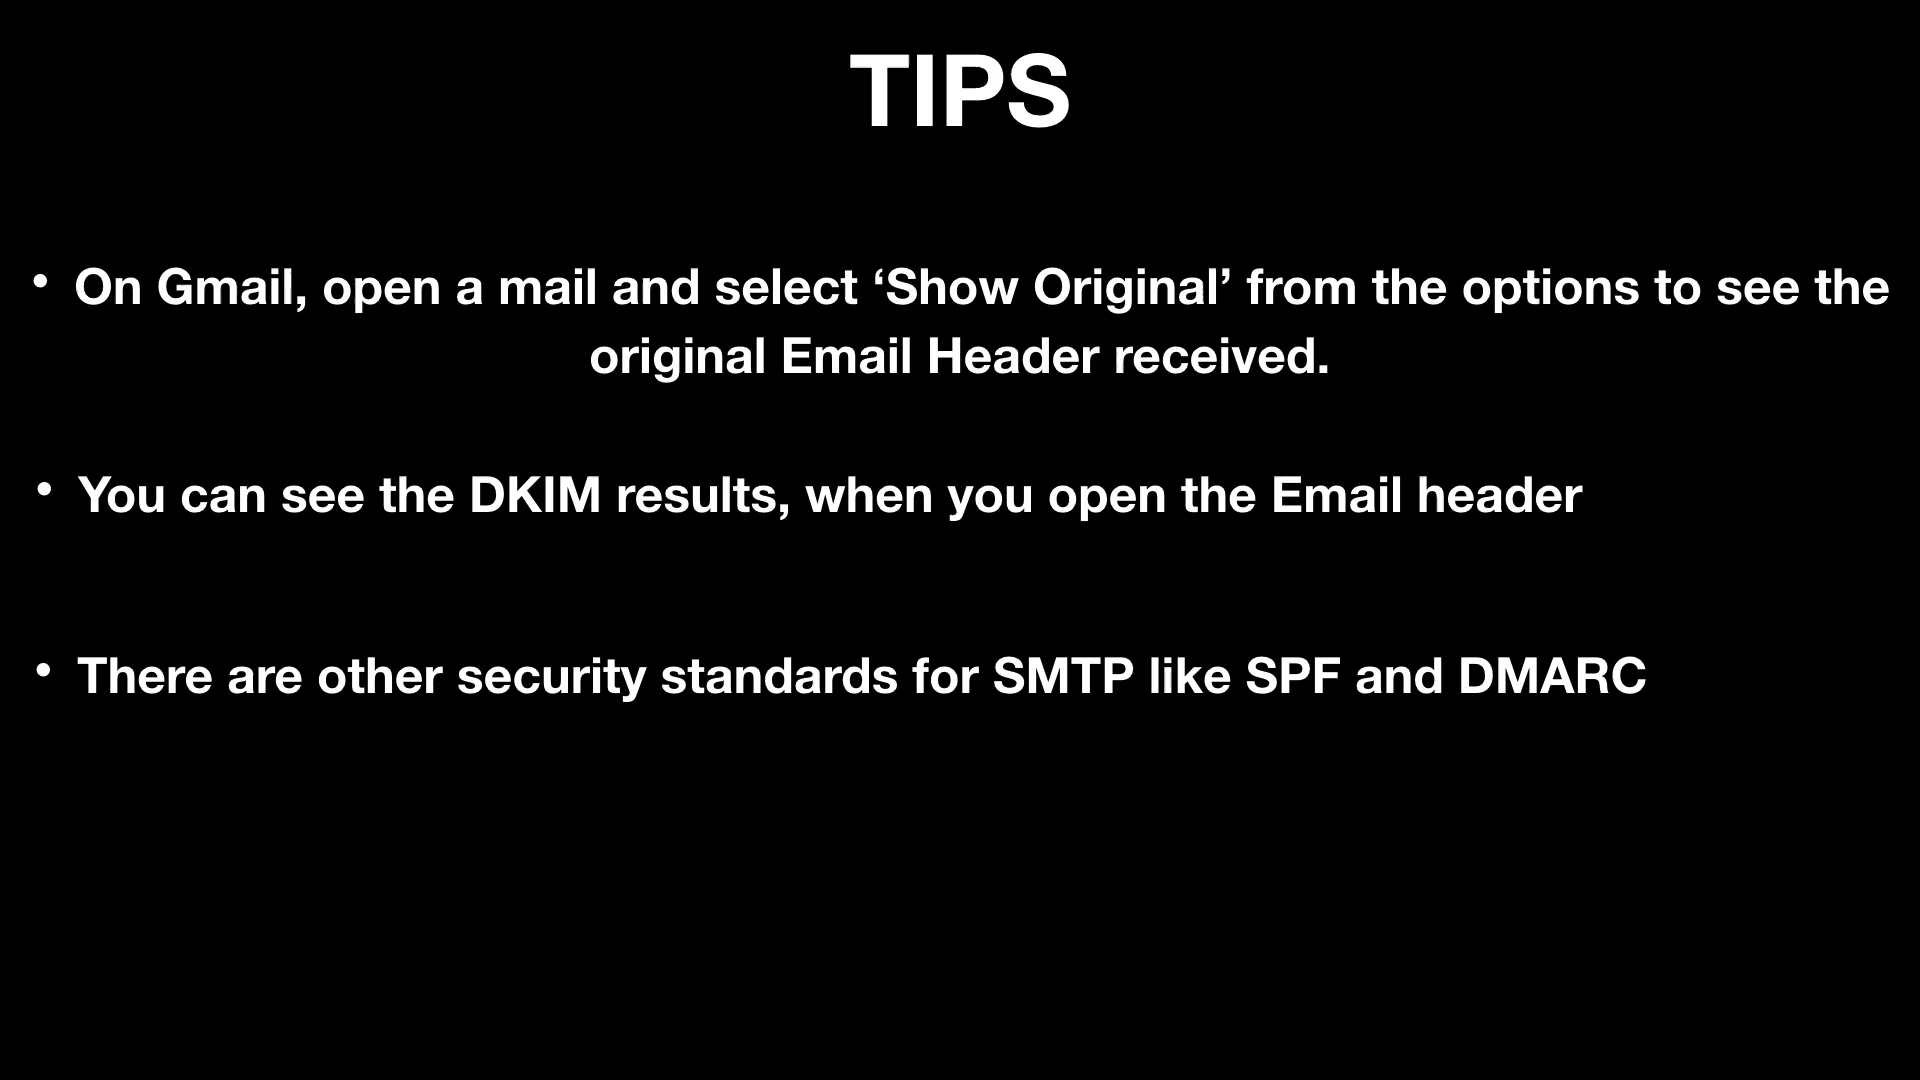 TIPS
• On Gmail, open a mail and select ‘Show Original’ from the options to see the
original Email Header received.
• You can see the DKIM results, when you open the Email header
• There are other security standards for SMTP like SPF and DMARC